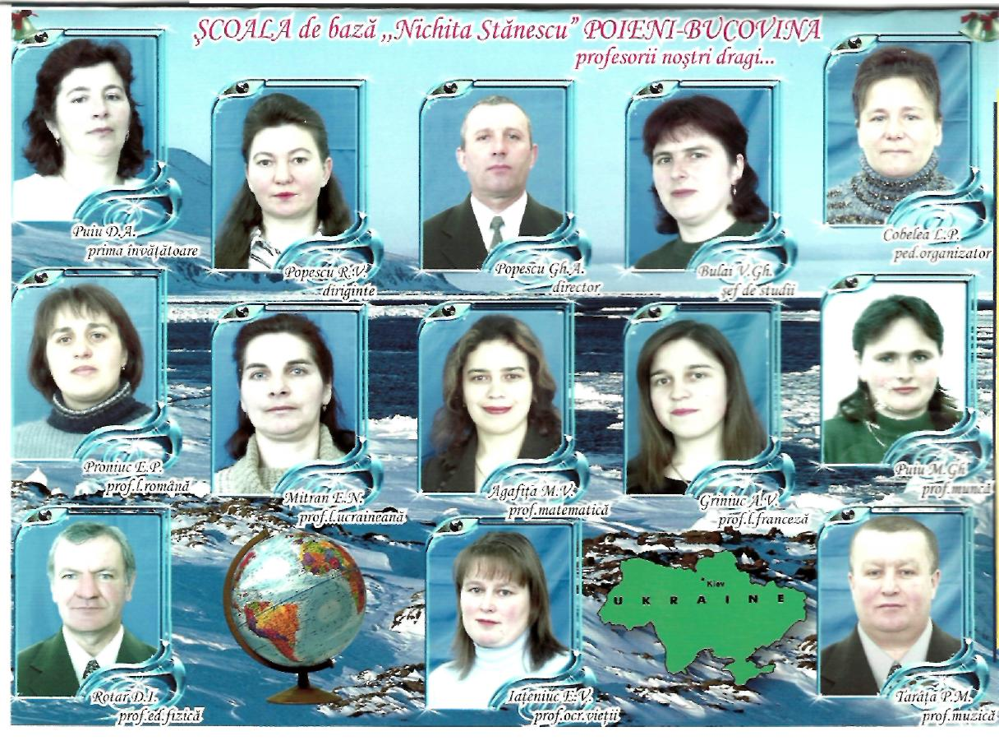 ŞCOALA de bază ,,Nichita Stănescu” POIENI-BUCOVINA
profesorii noştri dragi...
Puiu D.A.
prima învăţătoare
Popescu R.V.
diriginte
Popescu Gh.A.
director
Bulai V.Gh.
şef de studii
Cobelea L.P.
ped.organizator
Proniuc E.P.
prof.l.română
Mitran E.N.
prof.l.ucraineană
Agafiţa M.V.
prof.matematică
Griniuc A.V.
prof.l.franceză
Puiu M.Gh
prof.muncă
Rotar D.I.
prof.ed.fizică
Iateniuc E.V.
prof.ocr.vieţii
Kiev
UKRAINE
Tarâţă P.M.
prof.muzică